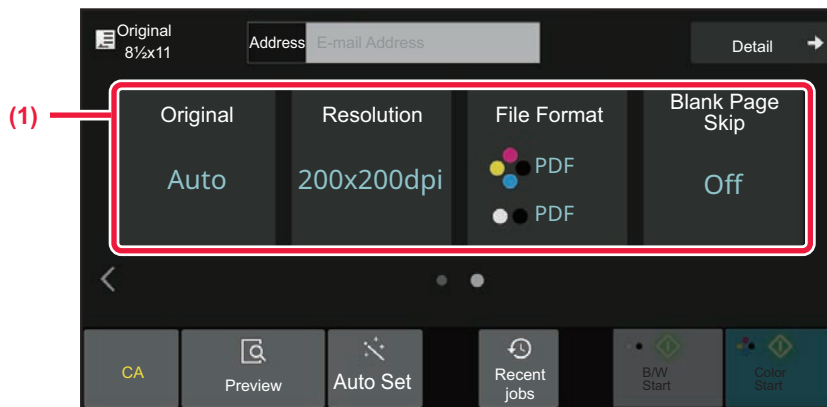 Original
8½x11
Address E-mail Address
Detail
(1)
Original
Resolution
File Format
Blank Page
Skip
Auto
200x200dpi
PDF
PDF
Off
CA
Preview
Auto Set
Recent
jobs
B/W
Start
Color
Start